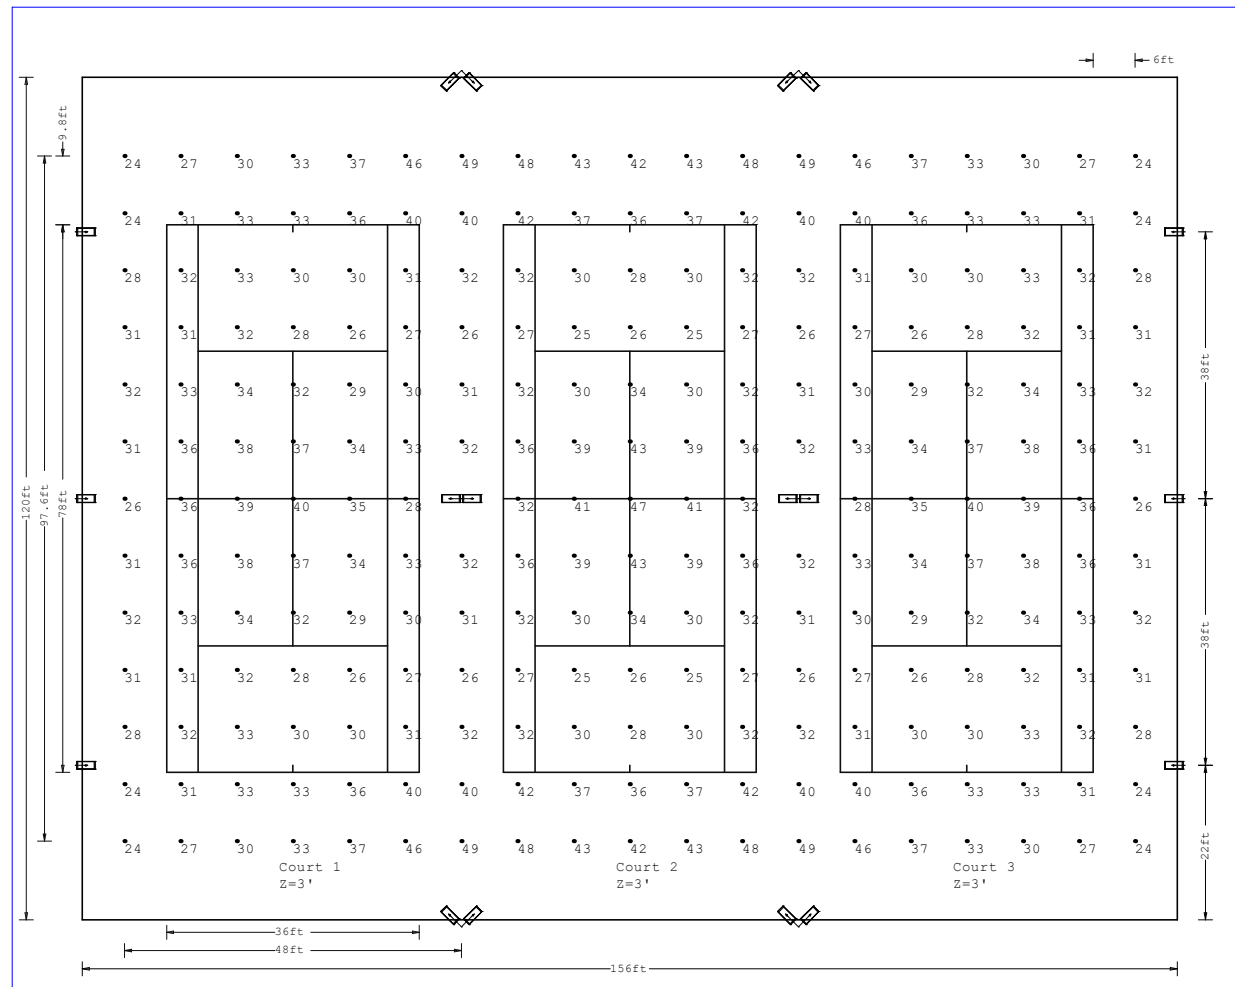 6ft
9.8ft
24 27 30 33 37 46 49 48 43 42 43 48 49 46 37 33 30 27 24
24 31 33 33 36 40 40 42 37 36 37 42 40 40 36 33 33 31 24
28 32 33 30 30 31 32 32 30 28 30 32 32 31 30 30 33 32 28
31 31 32 28 26 27 26 27 25 26 25 27 26 27 26 28 32 31 31
38ft
32 33 34 32 29 30 31 32 30 34 30 32 31 30 29 32 34 33 32
31 36 38 37 34 33 32 36 39 43 39 36 32 33 34 37 38 36 31
120ft
97.6ft
78ft
26 36 39 40 35 28 32 41 47 41 32 28 35 40 39 36 26
31 36 38 37 34 33 32 36 39 43 39 36 32 33 34 37 38 36 31
32 33 34 32 29 30 31 32 30 34 30 32 31 30 29 32 34 33 32
38ft
31 31 32 28 26 27 26 27 25 26 25 27 26 27 26 28 32 31 31
28 32 33 30 30 31 32 32 30 28 30 32 32 31 30 30 33 32 28
24 31 33 33 36 40 40 42 37 36 37 42 40 40 36 33 33 31 24
24 27 30 33 37 46 49 48 43 42 43 48 49 46 37 33 30 27 24
22ft
Court 1 Court 2 Court 3
Z=3' Z=3' Z=3'
36ft
48ft
156ft